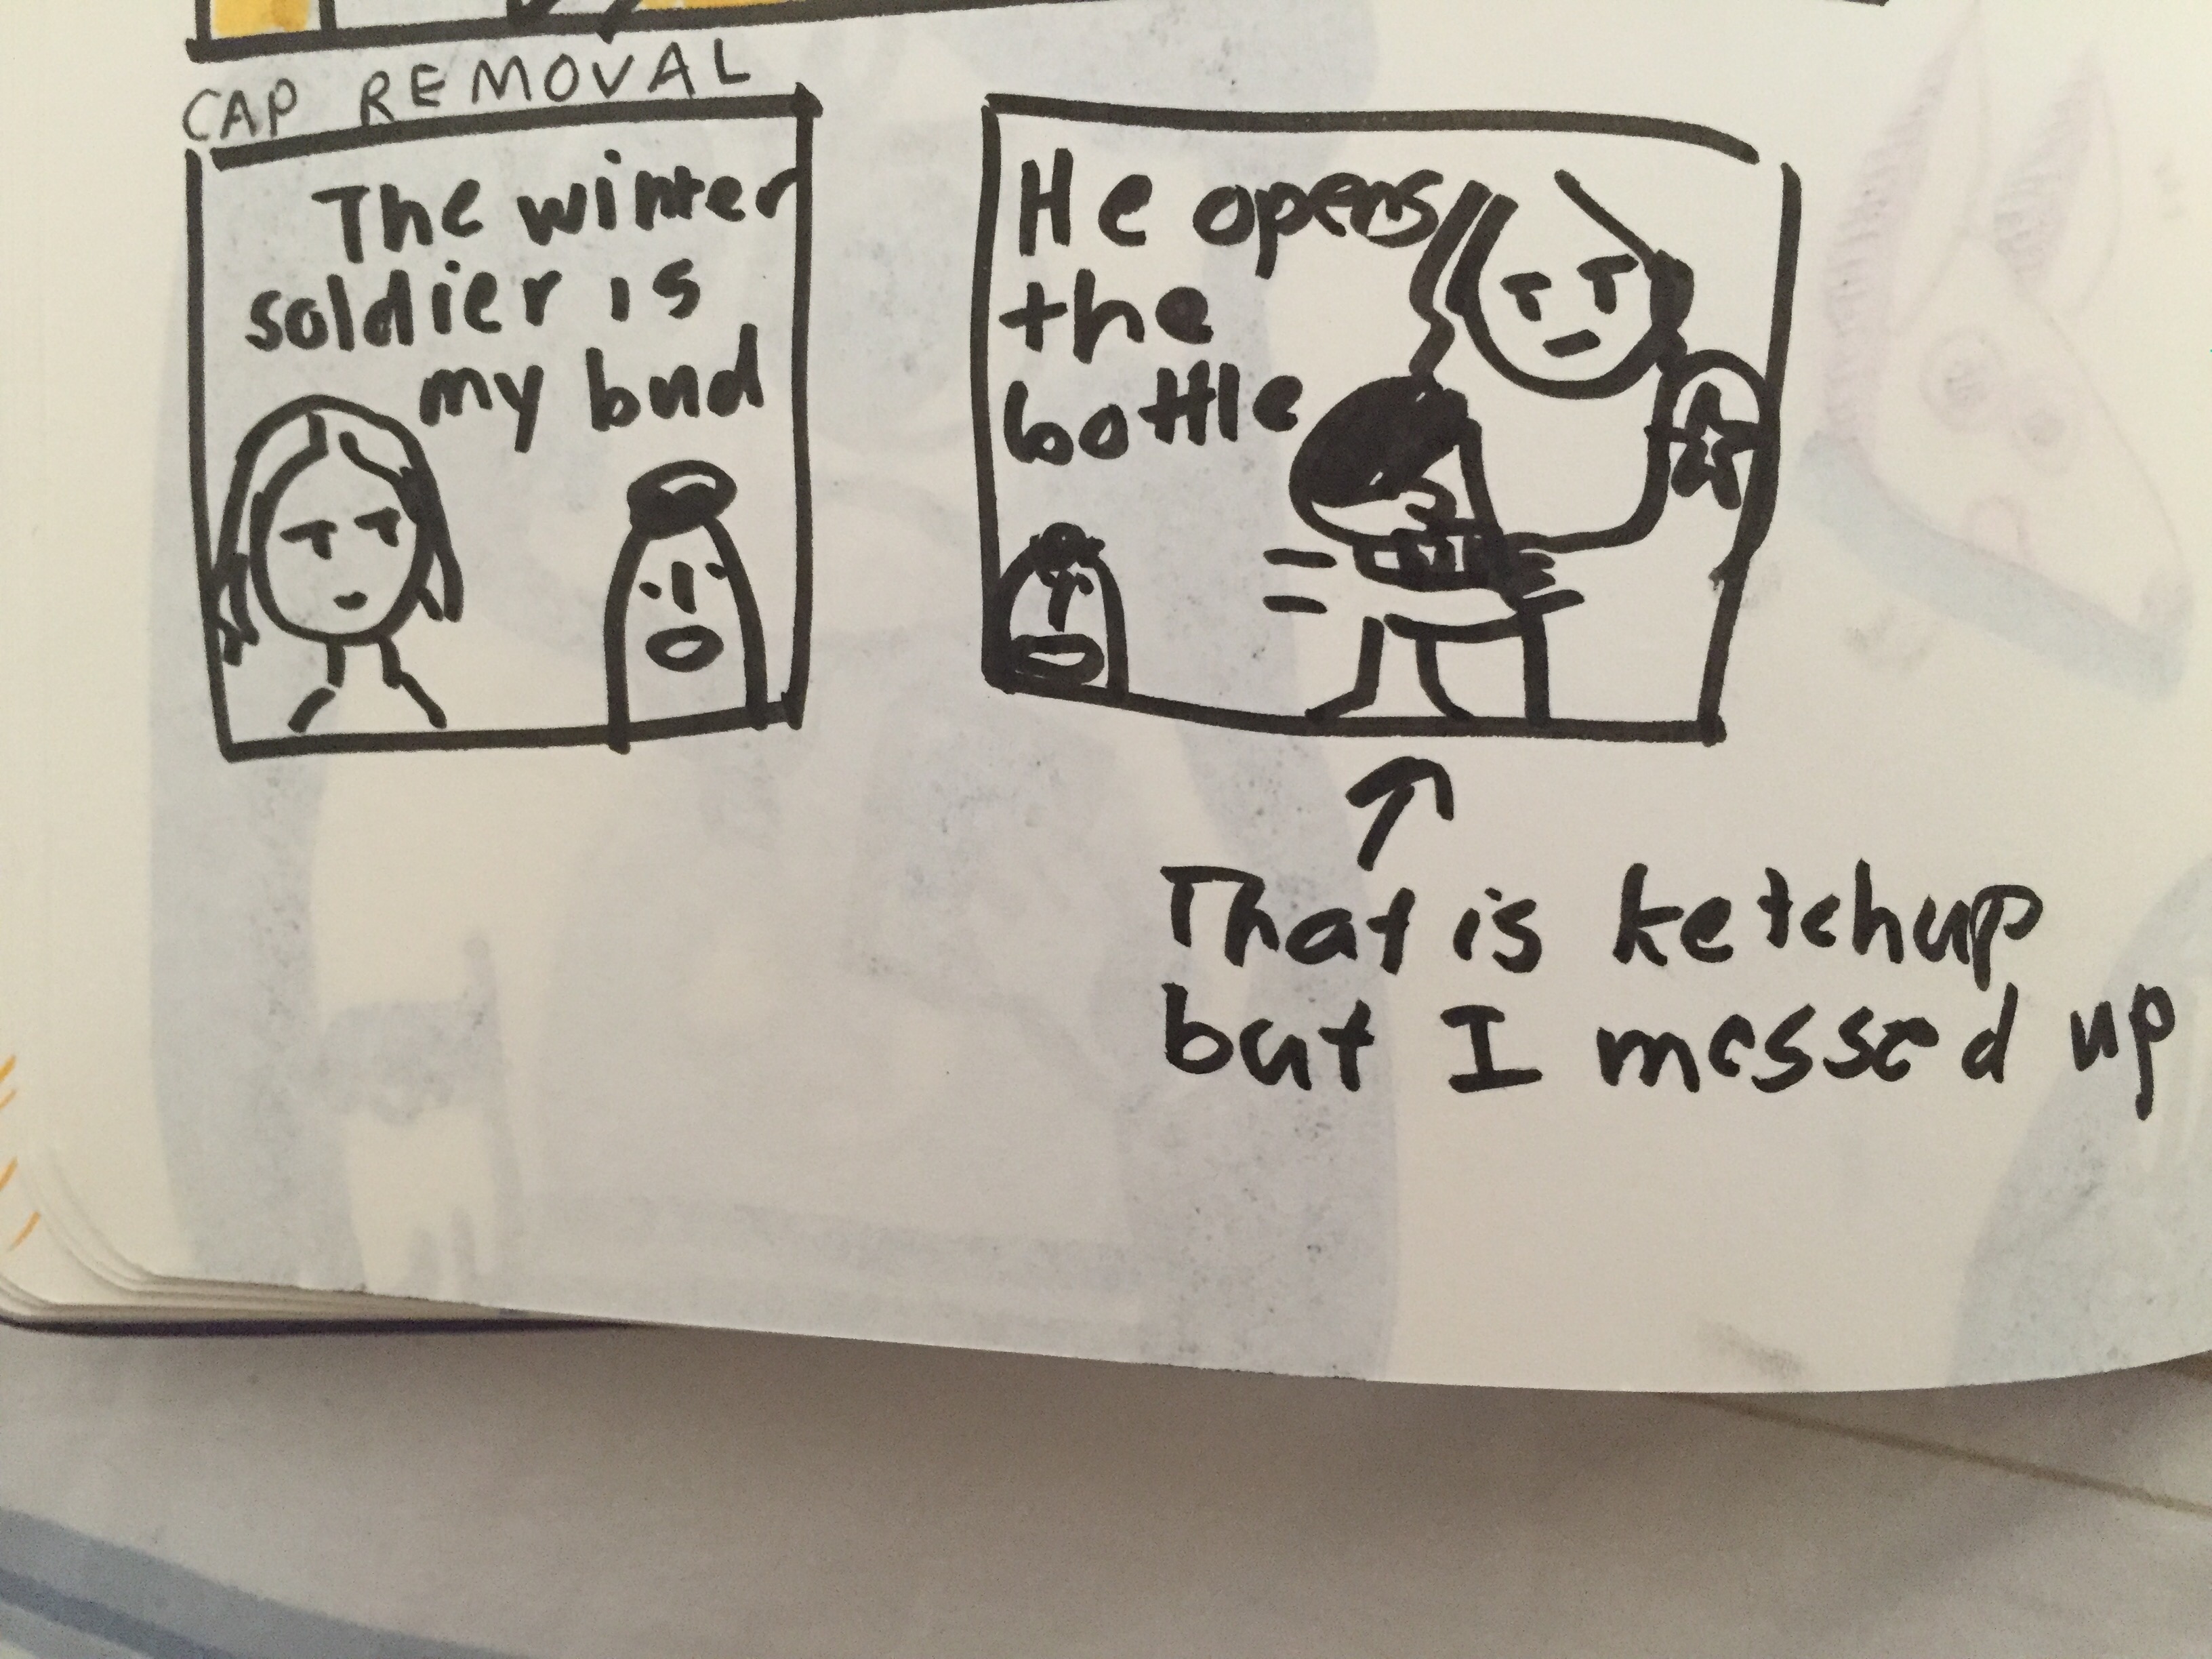 CAP REMOVAL
The winter
soldier is
my bud
He opens
the
bottle
That is ketchup
but I messed up